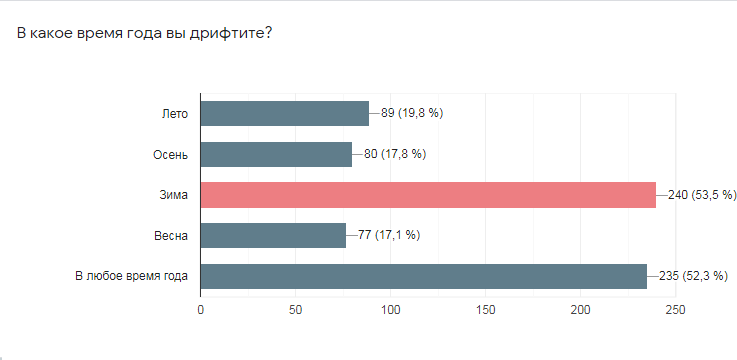 В какое время года вы дрифтите?
Лето 89 (19,8 %)
Осень 80 (17,8 %)
Зима 240 (53,5 %)
Весна 77 (17,1 %)
В любое время года 235 (52,3 %)
0 50 100 150 200 250